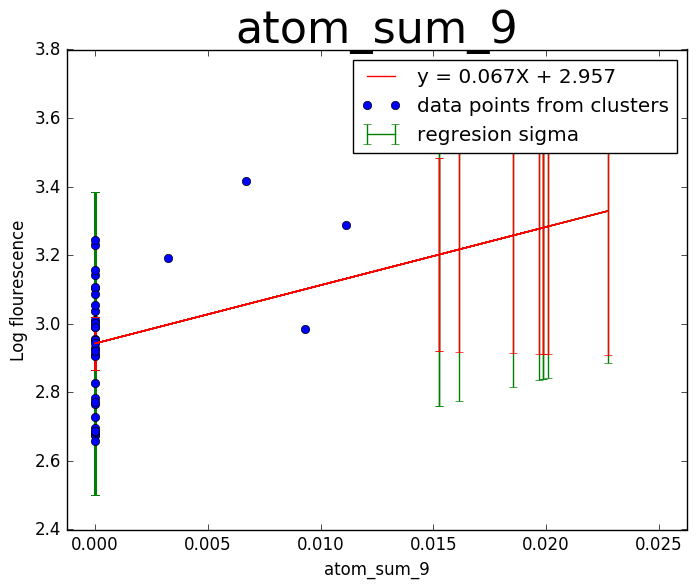 atom_sum_9
3.8
3.6
3.4
3.2
3.0
2.8
2.6
2.4
Log flourescence
y = 0.067X + 2.957
data points from clusters
regresion sigma
0.000
0.005
0.010
0.015
0.020
0.025
atom_sum_9